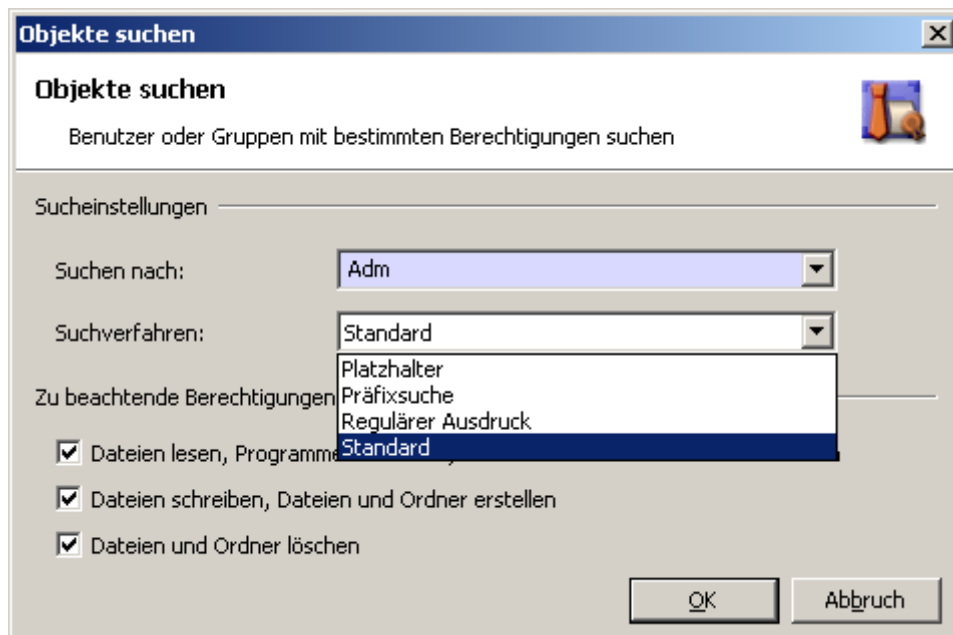 Objekte suchen
Objekte suchen
Benutzer oder Gruppen mit bestimmten Berechtigungen suchen
Sucheinstellungen
Suchen nach: Adm
Suchverfahren: Standard
Platzhalter
Präfixsuche
Regulärer Ausdruck
Standard
Zu beachtende Berechtigungen
Dateien lesen, Programme
Dateien schreiben, Dateien und Ordner erstellen
Dateien und Ordner löschen
OK Abbruch